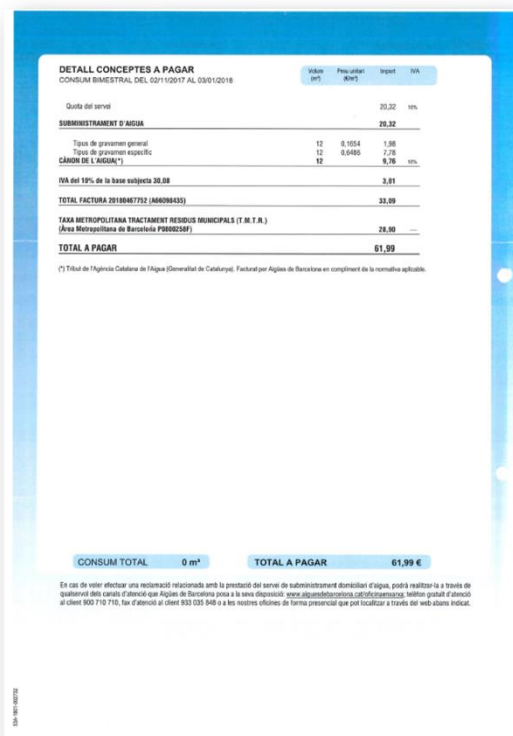 DETALL CONCEPTES A PAGAR
CONSUM BIMESTRAL DEL 02/11/2017 AL 03/01/2018
Volum (m³) Preu unitari (€/m³) Import IVA
Quota del servei 20,32 10%
SUBMINISTRAMENT D'AIGUA 20,32
Tipus de gravamen general 12 0,1654 1,98
Tipus de gravamen específic 12 0,6486 7,78
CÀNON DE L'AIGUA(*) 12 9,76 10%
IVA del 10% de la base subjecta 30,08 3,01
TOTAL FACTURA 20180467752 (A66098435) 33,09
TAXA METROPOLITANA TRACTAMENT RESIDUS MUNICIPALS (T.M.T.R.)
(Àrea Metropolitana de Barcelona P0800258F) 28,90 —
TOTAL A PAGAR 61,99
(*) Tribut de l'Agència Catalana de l'Aigua (Generalitat de Catalunya). Facturat per Aigües de Barcelona en compliment de la normativa aplicable.
CONSUM TOTAL 0 m³ TOTAL A PAGAR 61,99 €
En cas de voler efectuar una reclamació relacionada amb la prestació del servei de subministrament domiciliari d'aigua, podrà realitzar-la a través de
qualsevol dels canals d'atenció que Aigües de Barcelona posa a la seva disposició: www.aiguesdebarcelona.cat/oficinaenxarxa; telèfon gratuït d'atenció
al client 900 710 710, fax d'atenció al client 933 035 848 o a les nostres oficines de forma presencial que pot localitzar a través del web abans indicat.